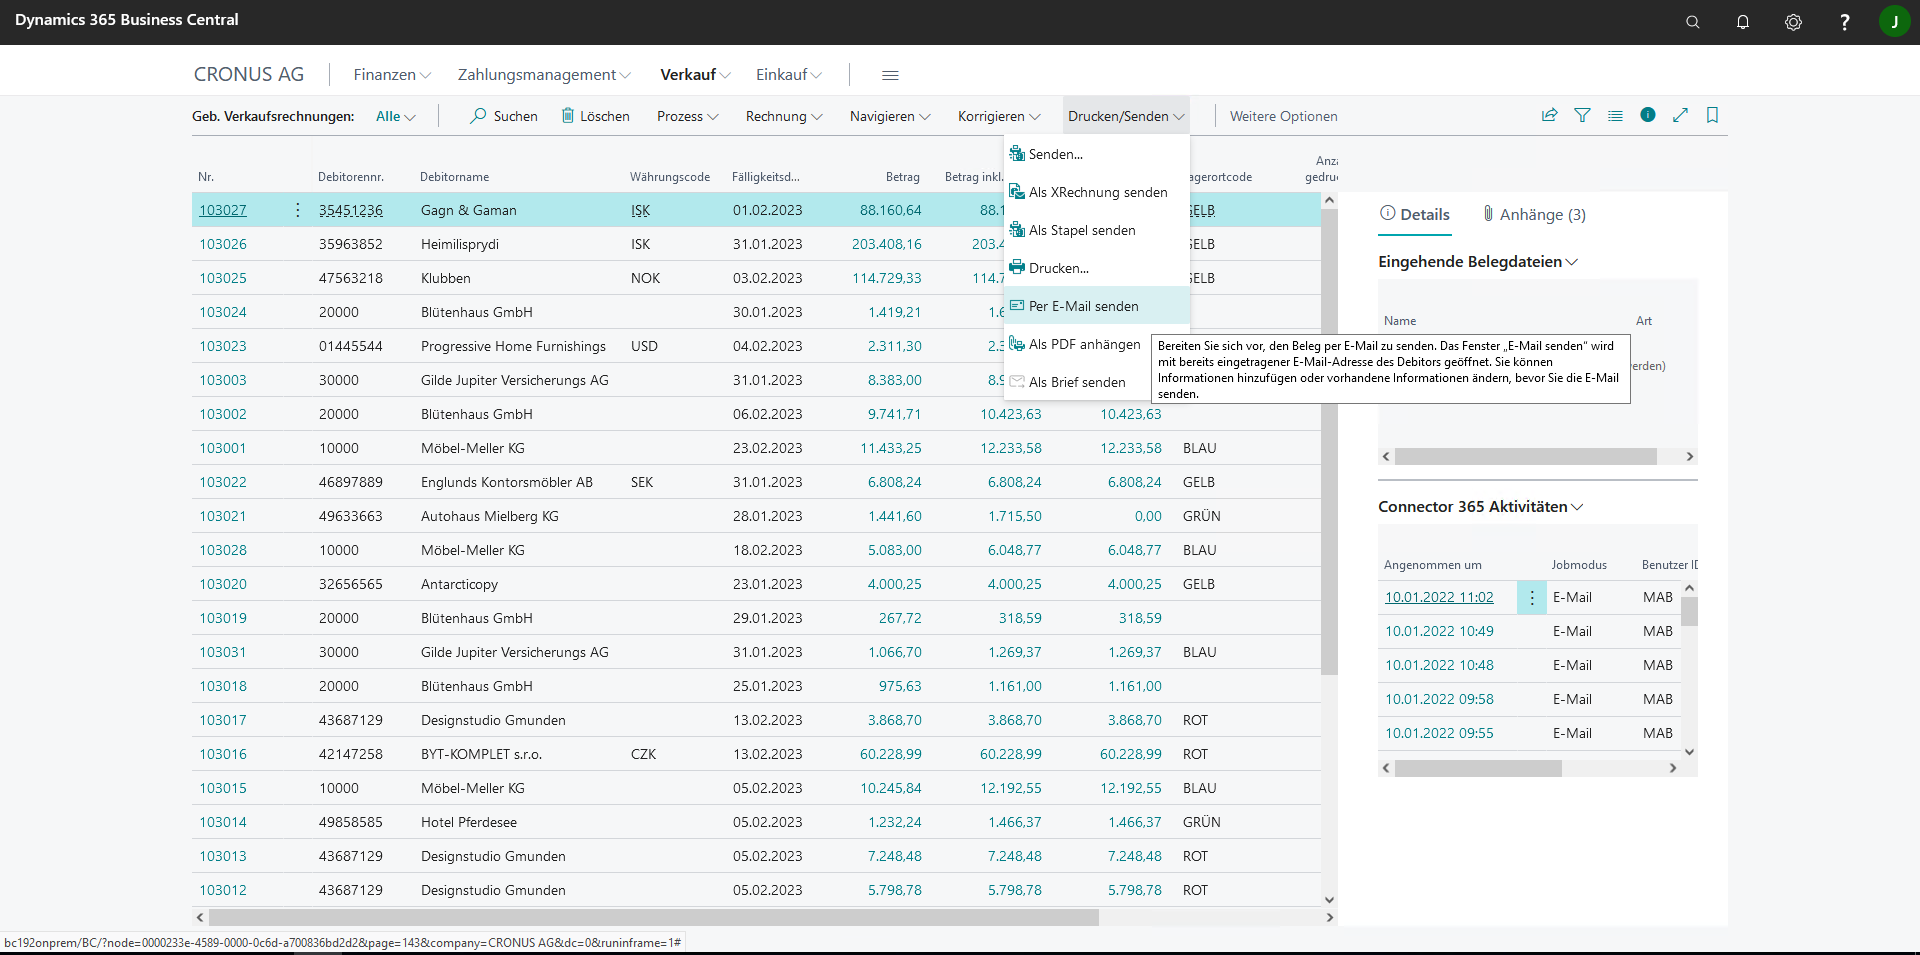 Dynamics 365 Business Central
J
CRONUS AG Finanzen Zahlungsmanagement Verkauf Einkauf
Geb. Verkaufsrechnungen: Alle Suchen Löschen Prozess Rechnung Navigieren Korrigieren Drucken/Senden Weitere Optionen
Senden...
Als XRechnung senden
Als Stapel senden
Drucken...
Per E-Mail senden
Als PDF anhängen
Als Brief senden
Bereiten Sie sich vor, den Beleg per E-Mail zu senden. Das Fenster „E-Mail senden“ wird
mit bereits eingetragener E-Mail-Adresse des Debitors geöffnet. Sie können
Informationen hinzufügen oder vorhandene Informationen ändern, bevor Sie die E-Mail
senden.
Nr. Debitorennr. Debitorname Währungscode Fälligkeitsd... Betrag Betrag inkl. agerortcode Anza gedruc
103027 35451236 Gagn & Gaman ISK 01.02.2023 88.160,64 88.1 GELB
103026 35963852 Heimilisprydi ISK 31.01.2023 203.408,16 203.4 GELB
103025 47563218 Klubben NOK 03.02.2023 114.729,33 114.7 GELB
103024 20000 Blütenhaus GmbH 30.01.2023 1.419,21 1.6
103023 01445544 Progressive Home Furnishings USD 04.02.2023 2.311,30 2.3
103003 30000 Gilde Jupiter Versicherungs AG 31.01.2023 8.383,00 8.9
103002 20000 Blütenhaus GmbH 06.02.2023 9.741,71 10.423,63 10.423,63
103001 10000 Möbel-Meller KG 23.02.2023 11.433,25 12.233,58 12.233,58 BLAU
103022 46897889 Englunds Kontorsmöbler AB SEK 31.01.2023 6.808,24 6.808,24 6.808,24 GELB
103021 49633663 Autohaus Mielberg KG 28.01.2023 1.441,60 1.715,50 0,00 GRÜN
103028 10000 Möbel-Meller KG 18.02.2023 5.083,00 6.048,77 6.048,77 BLAU
103020 32656565 Antarcticopy 23.01.2023 4.000,25 4.000,25 4.000,25 GELB
103019 20000 Blütenhaus GmbH 29.01.2023 267,72 318,59 318,59
103031 30000 Gilde Jupiter Versicherungs AG 31.01.2023 1.066,70 1.269,37 1.269,37 BLAU
103018 20000 Blütenhaus GmbH 25.01.2023 975,63 1.161,00 1.161,00
103017 43687129 Designstudio Gmunden 13.02.2023 3.868,70 3.868,70 3.868,70 ROT
103016 42147258 BYT-KOMPLET s.r.o. CZK 13.02.2023 60.228,99 60.228,99 60.228,99 ROT
103015 10000 Möbel-Meller KG 05.02.2023 10.245,84 12.192,55 12.192,55 BLAU
103014 49858585 Hotel Pferdesee 05.02.2023 1.232,24 1.466,37 1.466,37 GRÜN
103013 43687129 Designstudio Gmunden 05.02.2023 7.248,48 7.248,48 7.248,48 ROT
103012 43687129 Designstudio Gmunden 05.02.2023 5.798,78 5.798,78 5.798,78 ROT
Details Anhänge (3)
Eingehende Belegdateien
Name Art
erden)
Connector 365 Aktivitäten
Angenommen um Jobmodus Benutzer ID
10.01.2022 11:02 E-Mail MAB
10.01.2022 10:49 E-Mail MAB
10.01.2022 10:48 E-Mail MAB
10.01.2022 09:58 E-Mail MAB
10.01.2022 09:55 E-Mail MAB
bc192onprem/BC/?node=0000233e-4589-0000-0c6d-a700836bd2d2&page=143&company=CRONUS AG&dc=0&runinframe=1#